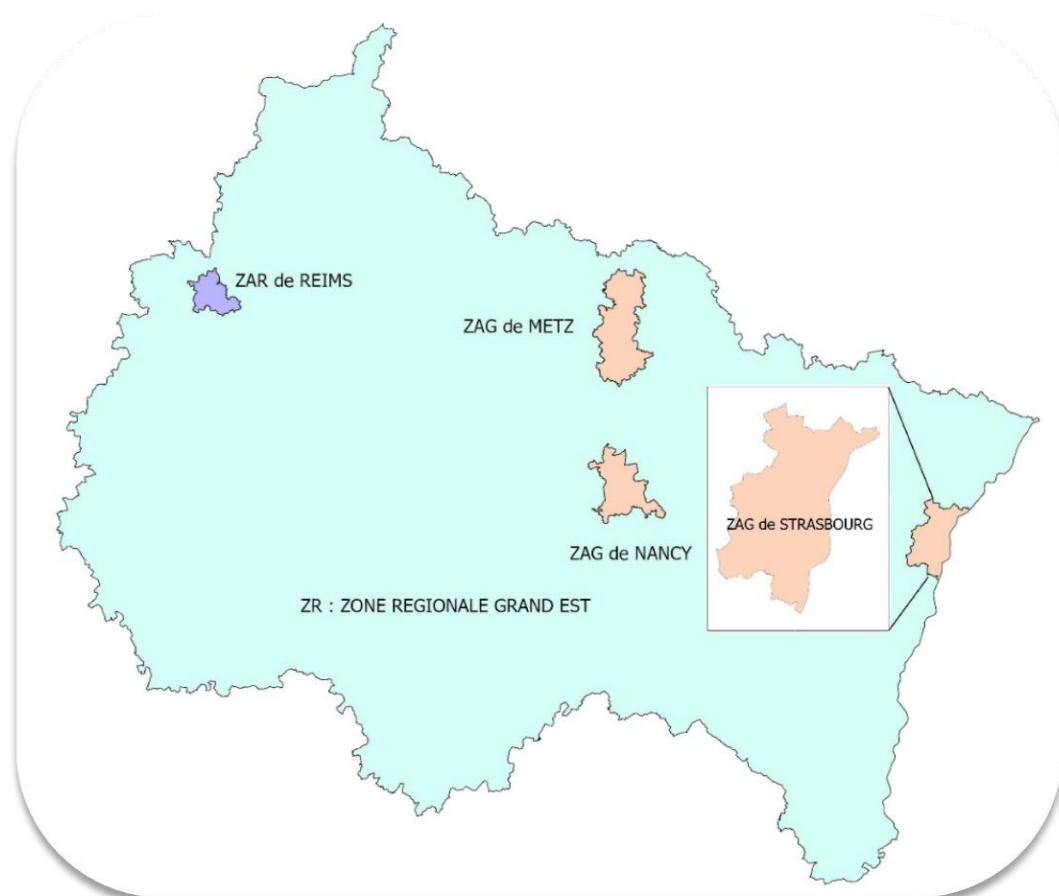 ZAR de REIMS
ZAG de METZ
ZAG de STRASBOURG
ZAG de NANCY
ZR : ZONE REGIONALE GRAND EST